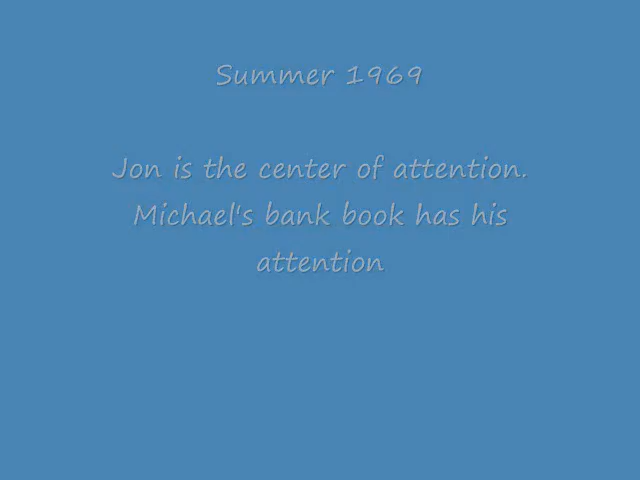 Summer 1969
Jon is the center of attention.
Michael's bank book has his
attention